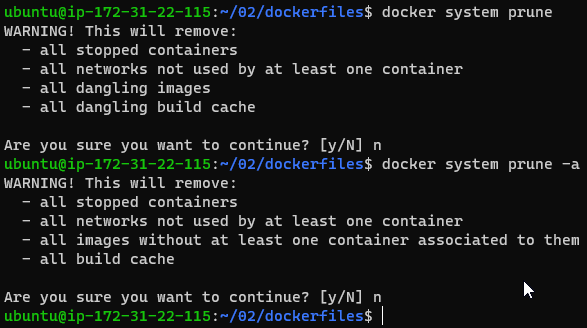 ubuntu@ip-172-31-22-115:~/02/dockerfiles$ docker system prune
WARNING! This will remove:
  - all stopped containers
  - all networks not used by at least one container
  - all dangling images
  - all dangling build cache

Are you sure you want to continue? [y/N] n
ubuntu@ip-172-31-22-115:~/02/dockerfiles$ docker system prune -a
WARNING! This will remove:
  - all stopped containers
  - all networks not used by at least one container
  - all images without at least one container associated to them
  - all build cache

Are you sure you want to continue? [y/N] n
ubuntu@ip-172-31-22-115:~/02/dockerfiles$